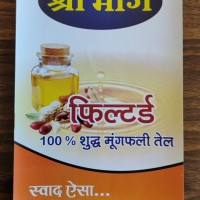 श्री भोग
फ़िल्टर्ड
100 % शुद्ध मूंगफली तेल
स्वाद ऐसा...